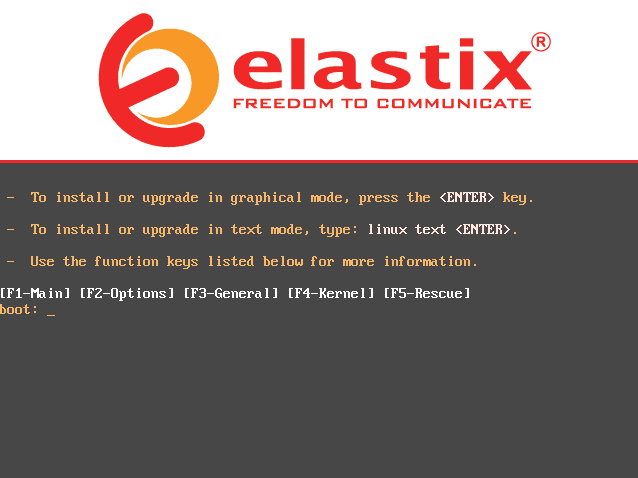 elastix®
FREEDOM TO COMMUNICATE
- To install or upgrade in graphical mode, press the <ENTER> key.
- To install or upgrade in text mode, type: linux text <ENTER>.
- Use the function keys listed below for more information.
[F1-Main] [F2-Options] [F3-General] [F4-Kernel] [F5-Rescue]
boot: _